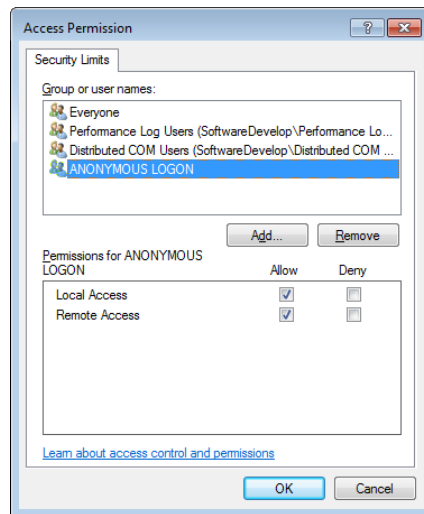 Access Permission
Security Limits
Group or user names:
Everyone
Performance Log Users (SoftwareDevelop\Performance Lo...
Distributed COM Users (SoftwareDevelop\Distributed COM ...
ANONYMOUS LOGON
Add... Remove
Permissions for ANONYMOUS
LOGON Allow Deny
Local Access
Remote Access
Learn about access control and permissions
OK Cancel